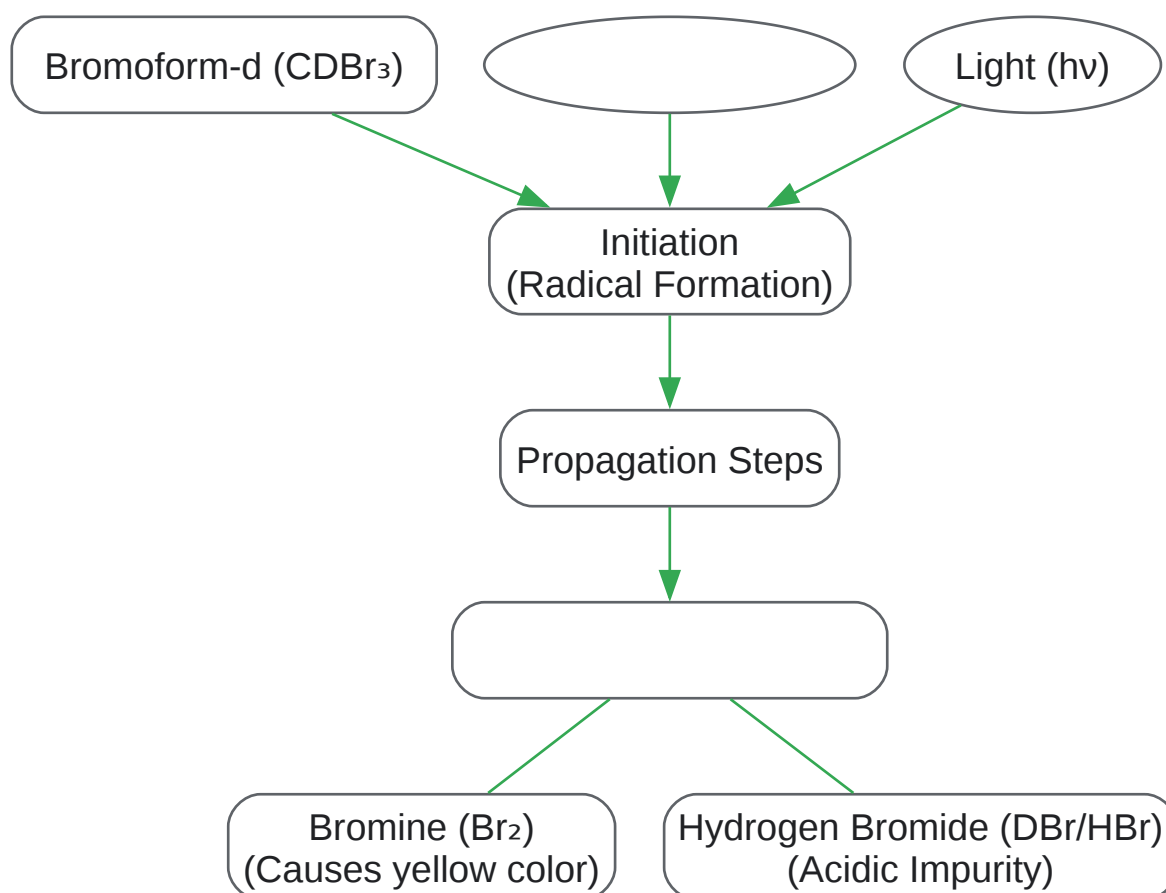 Bromoform-d (CDBr₃)
Light (hν)
Initiation
(Radical Formation)
Propagation Steps
Bromine (Br₂)
(Causes yellow color)
Hydrogen Bromide (DBr/HBr)
(Acidic Impurity)